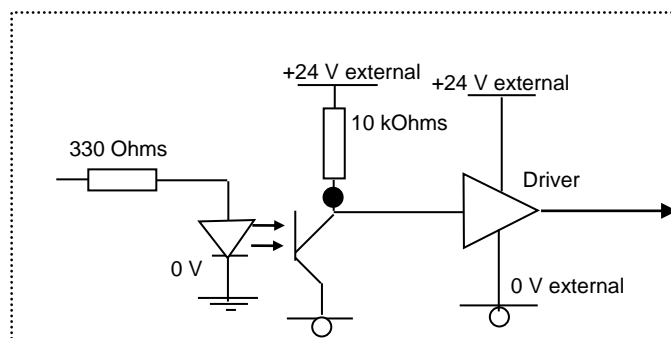 +24 V external
+24 V external
10 kOhms
330 Ohms
Driver
0 V
0 V external